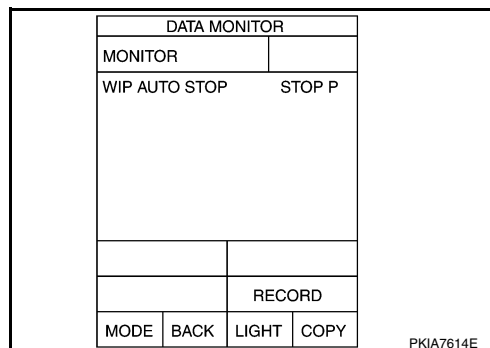 DATA MONITOR
MONITOR
WIP AUTO STOP STOP P
RECORD
MODE BACK LIGHT COPY
PKIA7614E